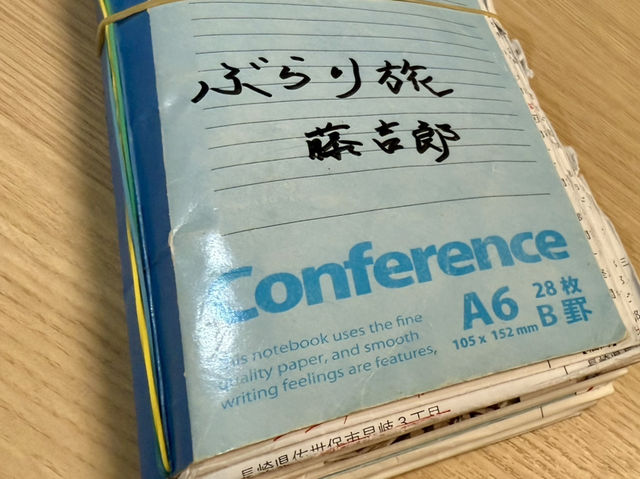 ぶらり旅
藤吉郎
Conference
A6
28枚
B罫
105 x 152 mm
This notebook uses the fine
quality paper, and smooth
writing feelings are features,
長崎県佐世保市早岐3丁目